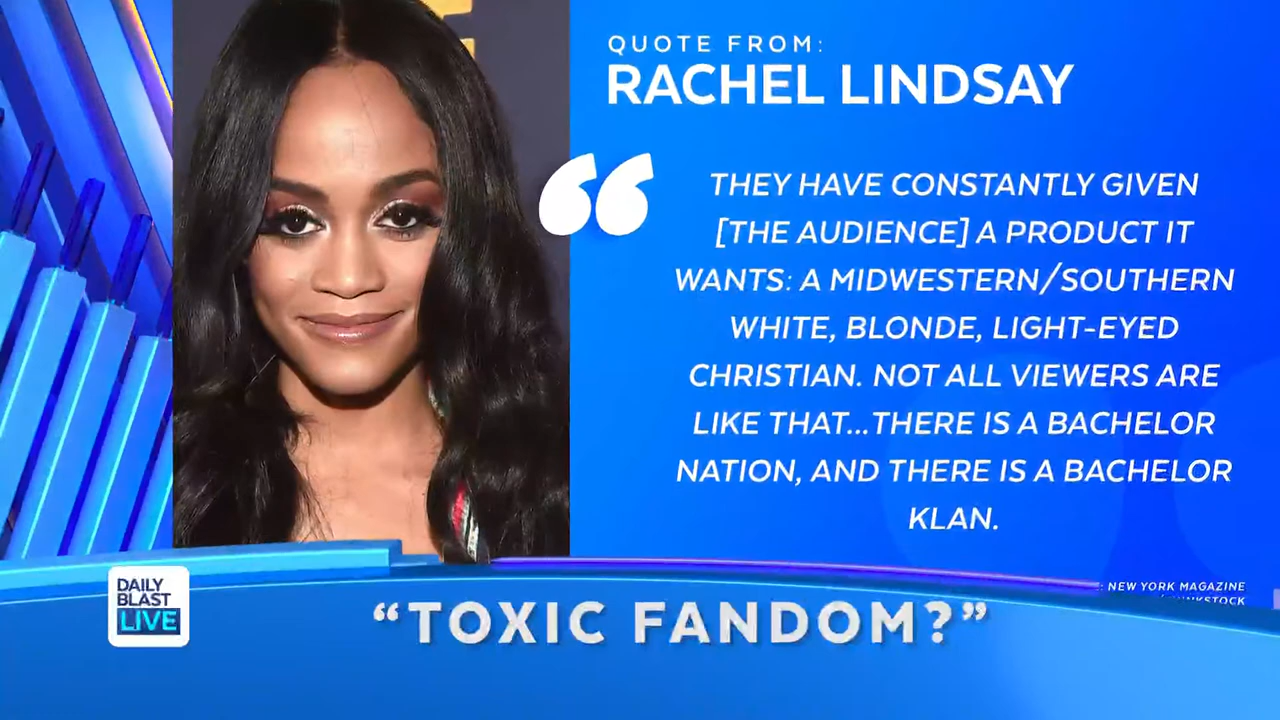 QUOTE FROM:
RACHEL LINDSAY
“
THEY HAVE CONSTANTLY GIVEN
[THE AUDIENCE] A PRODUCT IT
WANTS: A MIDWESTERN/SOUTHERN
WHITE, BLONDE, LIGHT-EYED
CHRISTIAN. NOT ALL VIEWERS ARE
LIKE THAT...THERE IS A BACHELOR
NATION, AND THERE IS A BACHELOR
KLAN.
: NEW YORK MAGAZINE
DAILY
BLAST
LIVE
“TOXIC FANDOM?”